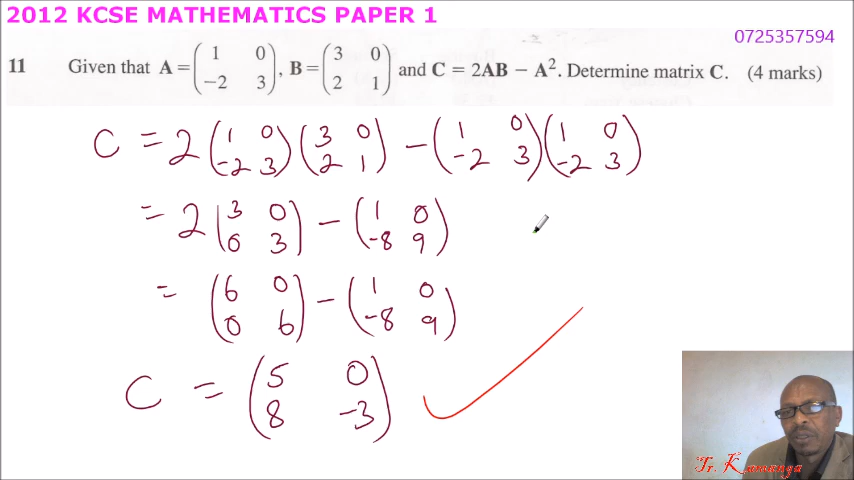 2012 KCSE MATHEMATICS PAPER 1
0725357594
11 Given that A = (1 0; -2 3), B = (3 0; 2 1) and C = 2AB − A². Determine matrix C. (4 marks)
C = 2 (1 0; -2 3) (3 0; 2 1) − (1 0; -2 3) (1 0; -2 3)
= 2 (3 0; 0 3) − (1 0; -8 9)
= (6 0; 0 6) − (1 0; -8 9)
C = (5 0; 8 -3)
Tr. Kamanga